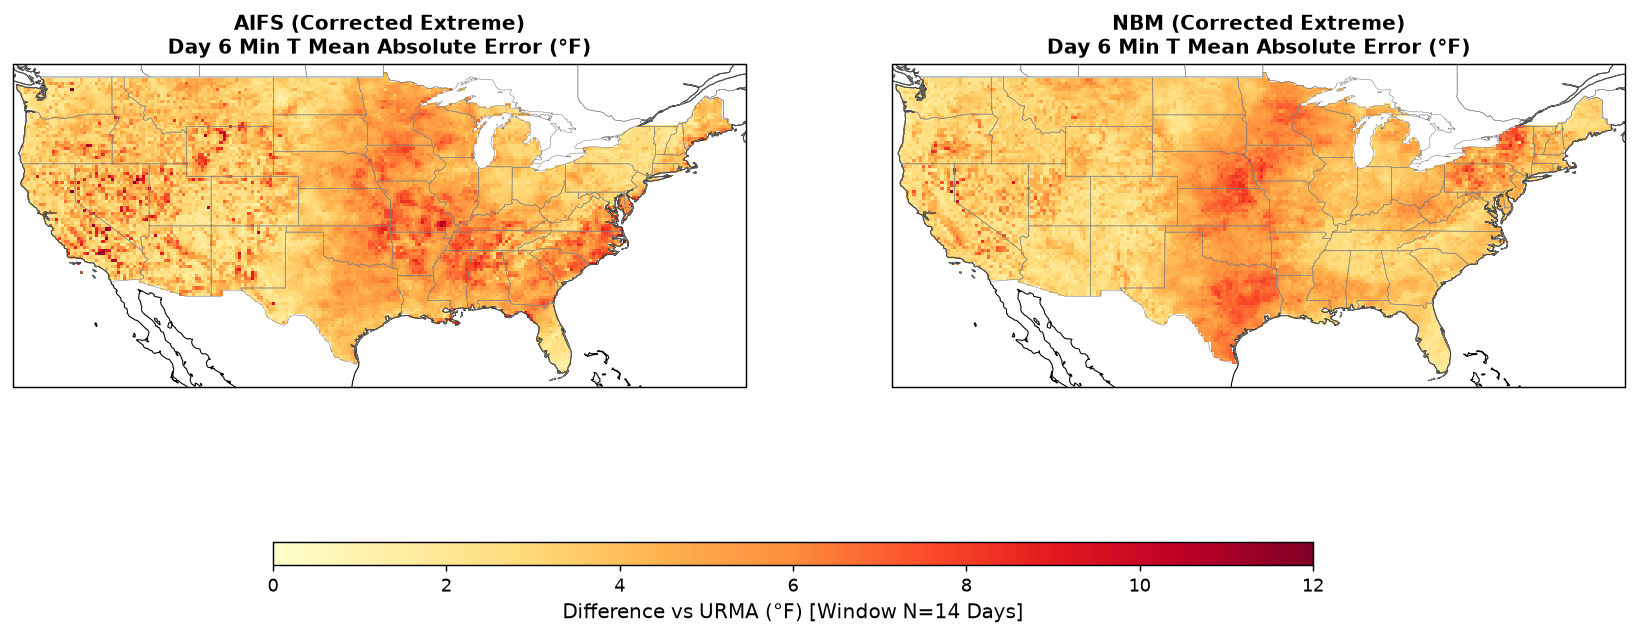 AIFS (Corrected Extreme)
Day 6 Min T Mean Absolute Error (°F)
NBM (Corrected Extreme)
Day 6 Min T Mean Absolute Error (°F)
0 2 4 6 8 10 12
Difference vs URMA (°F) [Window N=14 Days]